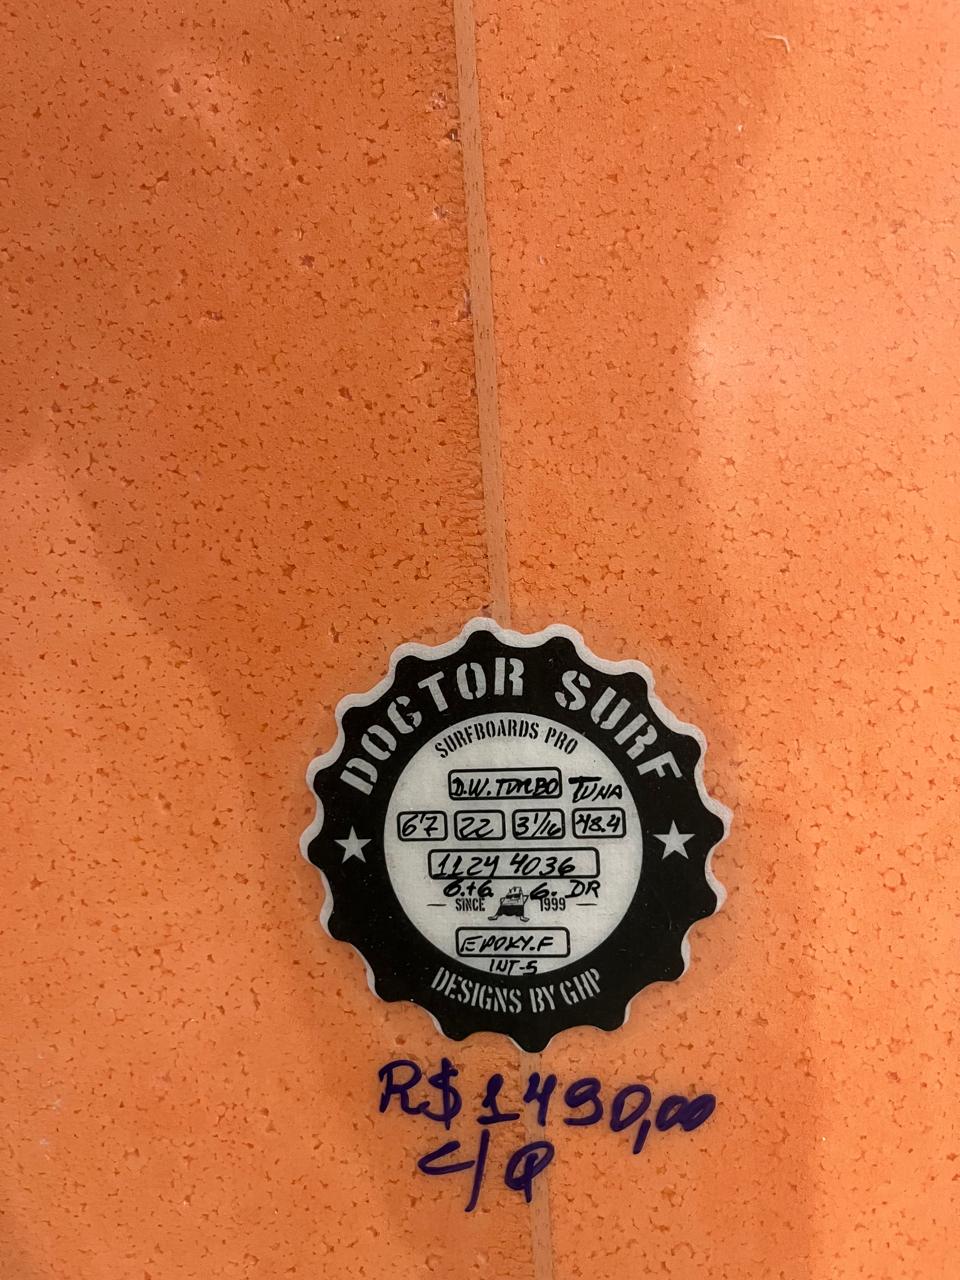 DOCTOR SURF
SURFBOARDS PRO
D.W. TURBO TUNA
6'7 22 3 1/16 48.4
1124 4036
6.+6. 6. DR
SINCE 1999
EPOXY.F
INT-5
DESIGNS BY GHP
R$ 1490,00
C/Q